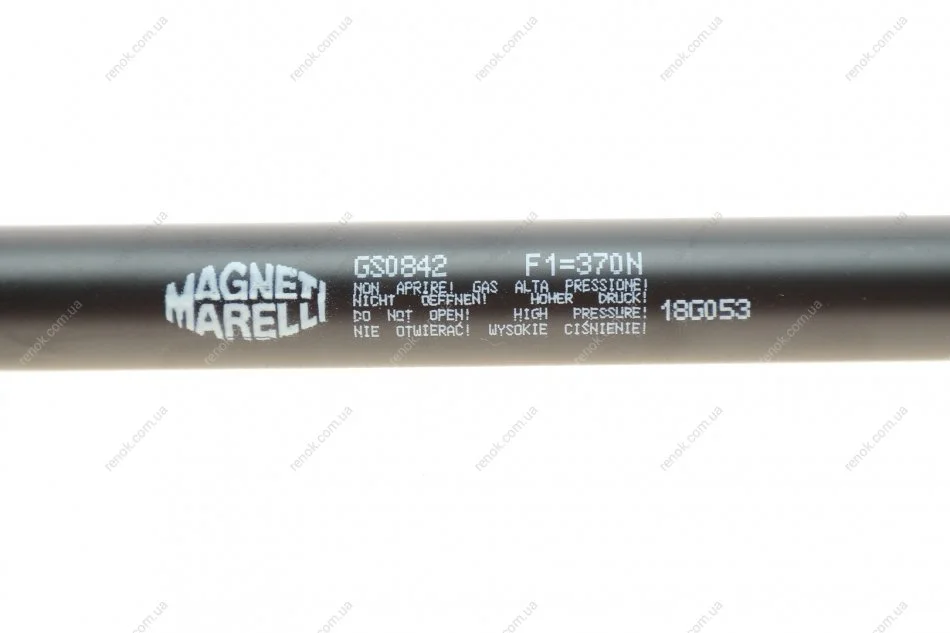 MAGNETI
MARELLI
GS0842 F1=370N
NON APRIRE! GAS ALTA PRESSIONE!
NICHT OEFFNEN! HOHER DRUCK!
DO NOT OPEN! HIGH PRESSURE!
NIE OTWIERAĆ! WYSOKIE CIŚNIENIE!
18G053
renok.com.ua